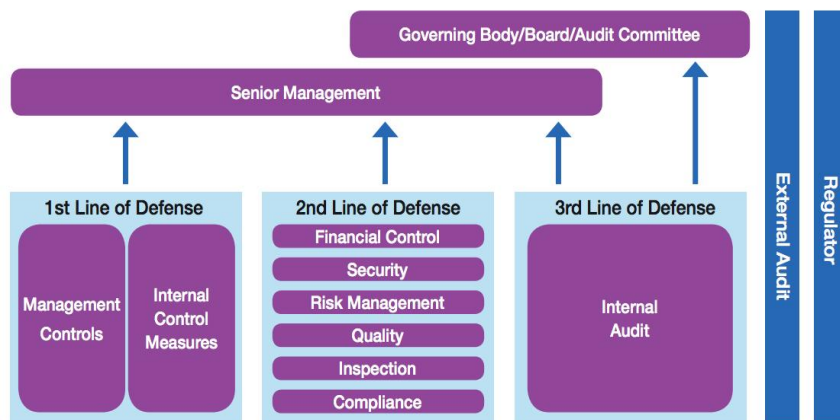 Governing Body/Board/Audit Committee
Senior Management
1st Line of Defense
Management
Controls
Internal
Control
Measures
2nd Line of Defense
Financial Control
Security
Risk Management
Quality
Inspection
Compliance
3rd Line of Defense
Internal
Audit
External Audit
Regulator